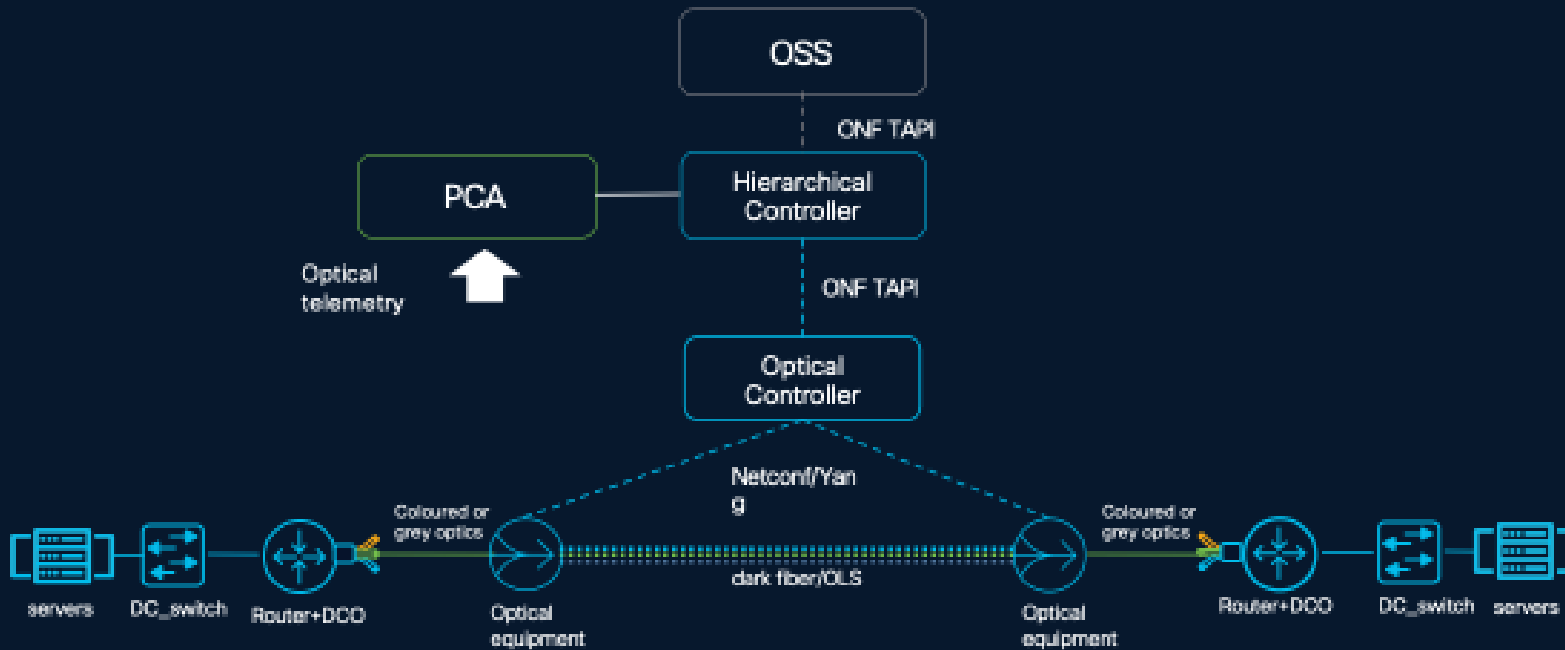 OSS
ONF TAPI
PCA
Hierarchical
Controller
Optical
telemetry
ONF TAPI
Optical
Controller
Netconf/Yan
g
Coloured or
grey optics
Coloured or
grey optics
dark fiber/OLS
servers
DC_switch
Router+DCO
Optical
equipment
Optical
equipment
Router+DCO
DC_switch
servers